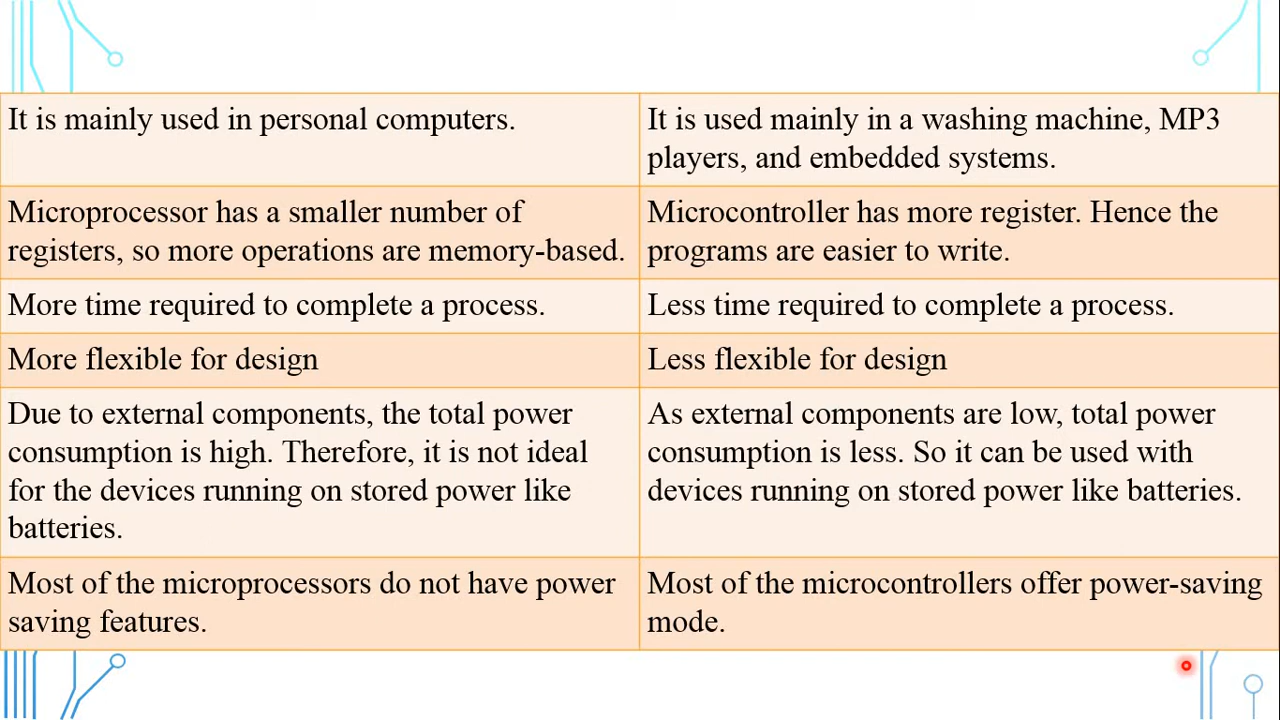 It is mainly used in personal computers.
It is used mainly in a washing machine, MP3
players, and embedded systems.
Microprocessor has a smaller number of
registers, so more operations are memory-based.
Microcontroller has more register. Hence the
programs are easier to write.
More time required to complete a process.
Less time required to complete a process.
More flexible for design
Less flexible for design
Due to external components, the total power
consumption is high. Therefore, it is not ideal
for the devices running on stored power like
batteries.
As external components are low, total power
consumption is less. So it can be used with
devices running on stored power like batteries.
Most of the microprocessors do not have power
saving features.
Most of the microcontrollers offer power-saving
mode.